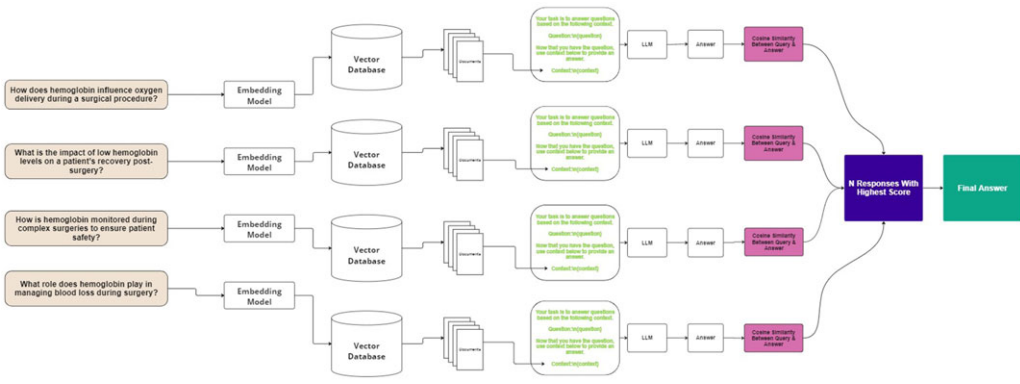 How does hemoglobin influence oxygen
delivery during a surgical procedure?
Embedding
Model
Vector
Database
Documents
Your task is to answer questions
based on the following context.
Question:\n{question}
Now that you have the question,
use context below to provide an
answer.
Context:\n{context}
LLM
Answer
Cosine Similarity
Between Query &
Answer
What is the impact of low hemoglobin
levels on a patient's recovery post-
surgery?
Embedding
Model
Vector
Database
Documents
Your task is to answer questions
based on the following context.
Question:\n{question}
Now that you have the question,
use context below to provide an
answer.
Context:\n{context}
LLM
Answer
Cosine Similarity
Between Query &
Answer
N Responses With
Highest Score
Final Answer
How is hemoglobin monitored during
complex surgeries to ensure patient
safety?
Embedding
Model
Vector
Database
Documents
Your task is to answer questions
based on the following context.
Question:\n{question}
Now that you have the question,
use context below to provide an
answer.
Context:\n{context}
LLM
Answer
Cosine Similarity
Between Query &
Answer
What role does hemoglobin play in
managing blood loss during surgery?
Embedding
Model
Vector
Database
Documents
Your task is to answer questions
based on the following context.
Question:\n{question}
Now that you have the question,
use context below to provide an
answer.
Context:\n{context}
LLM
Answer
Cosine Similarity
Between Query &
Answer